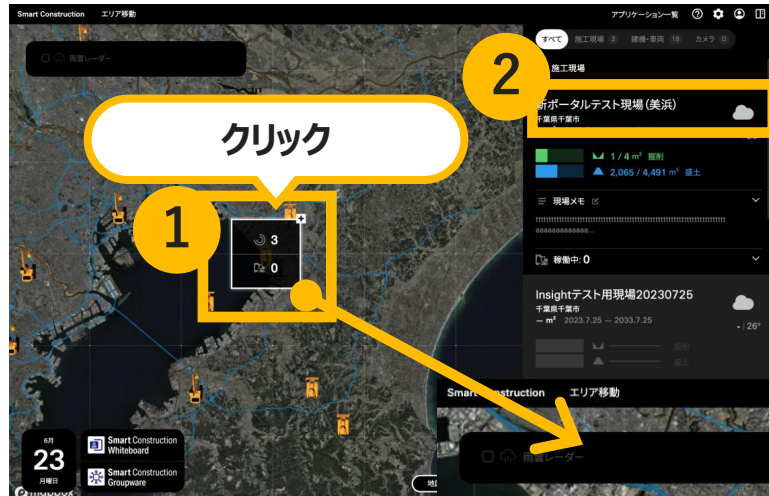 Smart Construction エリア移動 アプリケーション一覧
雨雲レーダー
すべて 施工現場 3 建機・車両 18 カメラ 0
施工現場
2
新ポータルテスト現場（美浜）
千葉県千葉市
クリック
1 / 4 m³ 掘削
2,065 / 4,491 m³ 盛土
1
現場メモ
3
0
稼働中: 0
Insightテスト用現場20230725
千葉県千葉市
— m² 2023.7.25 — 2033.7.25
- | 26°
掘削
盛土
Smart Construction エリア移動
雨雲レーダー
6月
23
月曜日
Smart Construction
Whiteboard
Smart Construction
Groupware
mapbox